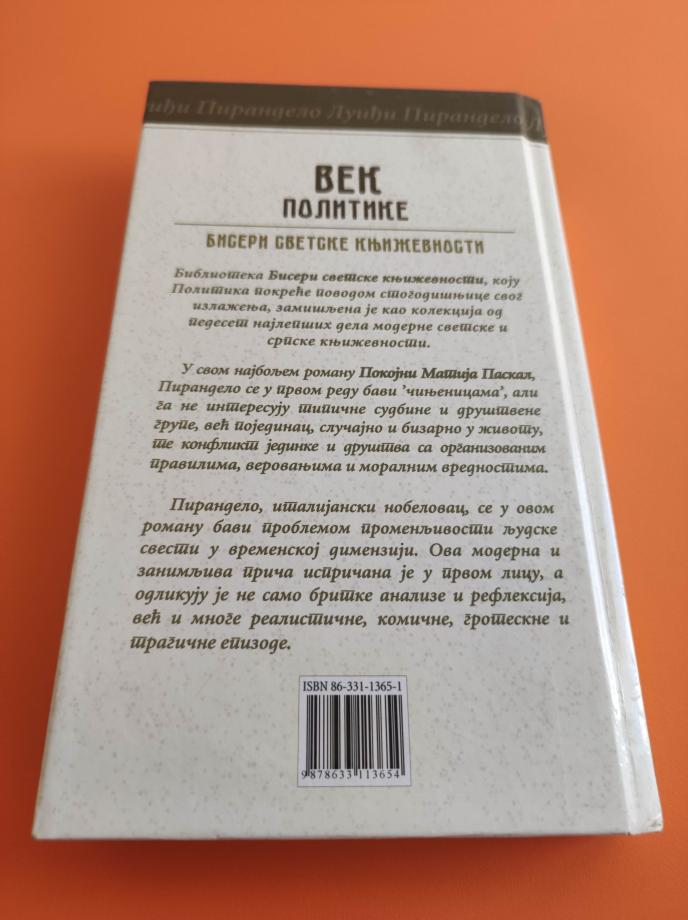 иђи Пирандело Луиђи Пирандело Л
ВЕК
ПОЛИТИКЕ
БИСЕРИ СВЕТСКЕ КЊИЖЕВНОСТИ
Библиотека Бисери светске књижевности, коју
Политика покреће поводом стогодишњице свог
излажења, замишљена је као колекција од
педесет најлепших дела модерне светске и
српске књижевности.
У свом најбољем роману Покојни Матија Паскал,
Пирандело се у првом реду бави 'чињеницама', али
га не интересују типичне судбине и друштвене
групе, већ појединац, случајно и бизарно у животу,
те конфликт јединке и друштва са организованим
правилима, веровањима и моралним вредностима.
Пирандело, италијански нобеловац, се у овом
роману бави проблемом променљивости људске
свести у временској димензији. Ова модерна и
занимљива прича испричана је у првом лицу, а
одликују је не само бритке анализе и рефлексија,
већ и многе реалистичне, комичне, гротескне и
трагичне епизоде.
ISBN 86-331-1365-1
9 788633 113654